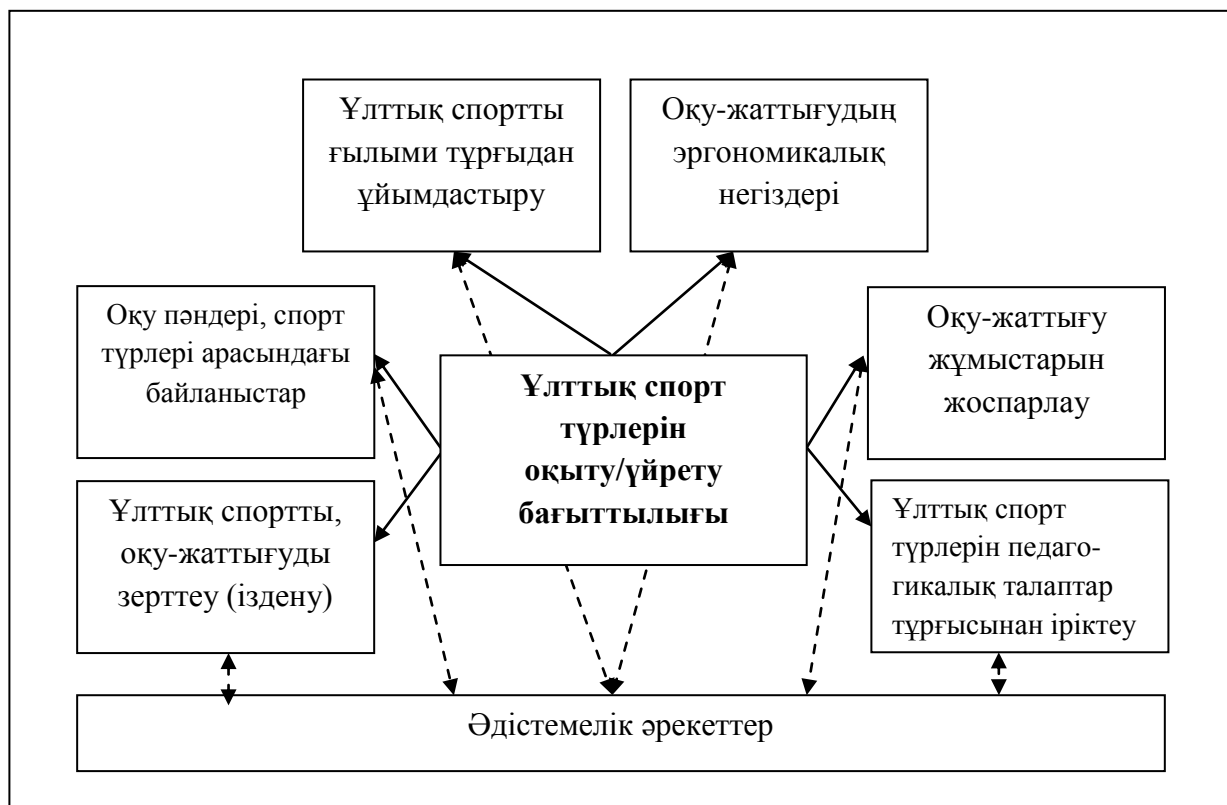 Ұлттық спортты
ғылыми тұрғыдан
ұйымдастыру
Оқу-жаттығудың
эргономикалық
негіздері
Оқу пәндері, спорт
түрлері арасындағы
байланыстар
Ұлттық спорт
түрлерін
оқыту/үйрету
бағыттылығы
Оқу-жаттығу
жұмыстарын
жоспарлау
Ұлттық спортты,
оқу-жаттығуды
зерттеу (іздену)
Ұлттық спорт
түрлерін педаго-
гикалық талаптар
тұрғысынан іріктеу
Әдістемелік әрекеттер